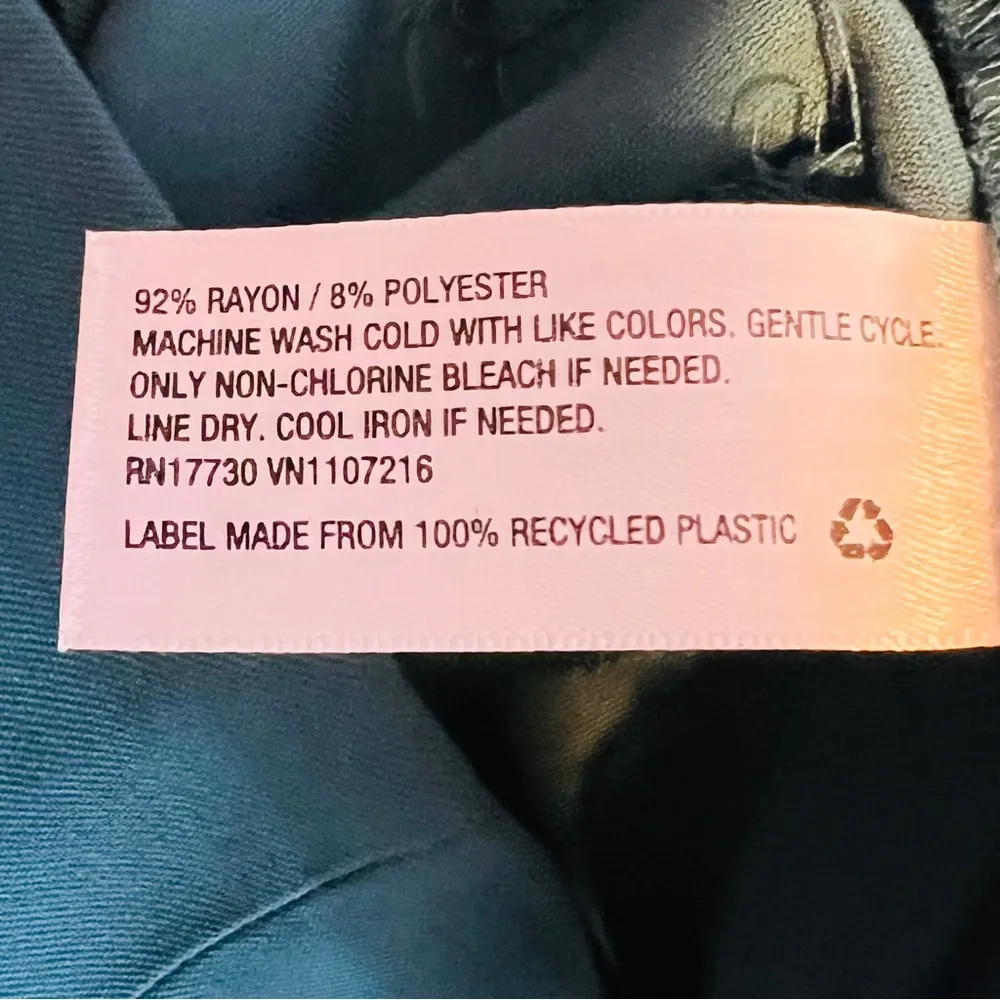 92% RAYON / 8% POLYESTER
MACHINE WASH COLD WITH LIKE COLORS. GENTLE CYCLE.
ONLY NON-CHLORINE BLEACH IF NEEDED.
LINE DRY. COOL IRON IF NEEDED.
RN17730 VN1107216
LABEL MADE FROM 100% RECYCLED PLASTIC